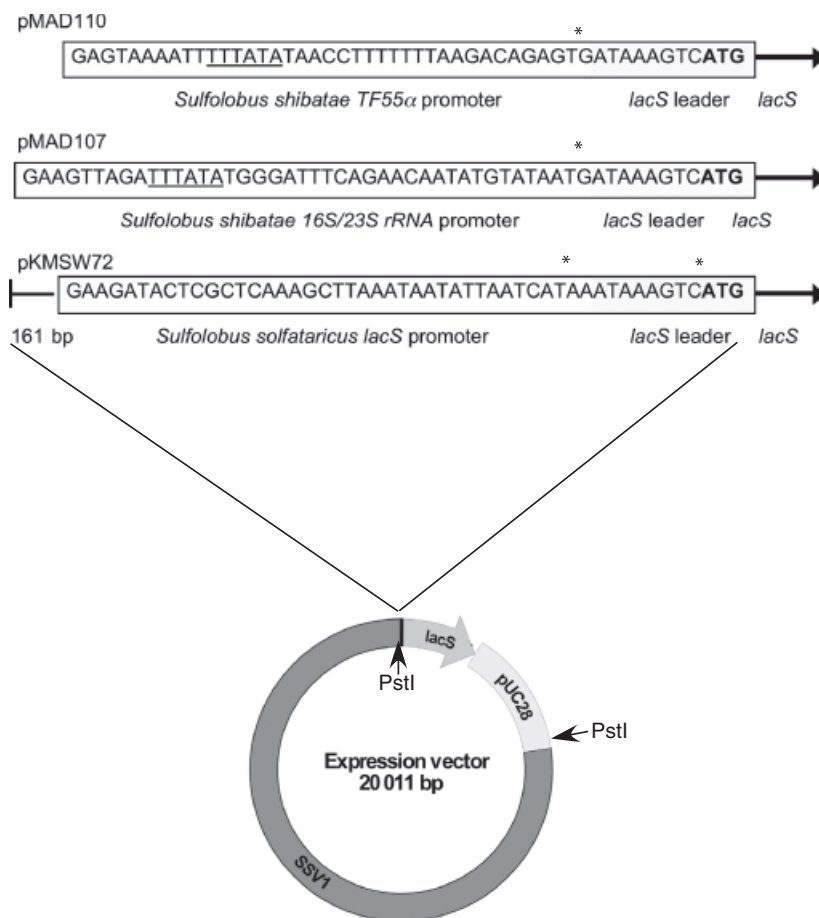 pMAD110
*
GAGTAAAATTTTTATATAACCTTTTTTTAAGACAGAGTGATAAAGTCATG
Sulfolobus shibatae TF55α promoter lacS leader lacS
pMAD107
*
GAAGTTAGATTTATATGGGATTTCAGAACAATATGTATAATGATAAAGTCATG
Sulfolobus shibatae 16S/23S rRNA promoter lacS leader lacS
pKMSW72
* *
GAAGATACTCGCTCAAAGCTTAAATAATATTAATCATAAATAAAGTCATG
161 bp Sulfolobus solfataricus lacS promoter lacS leader lacS
lacS
PstI
pUC28
PstI
Expression vector
20 011 bp
SSV1